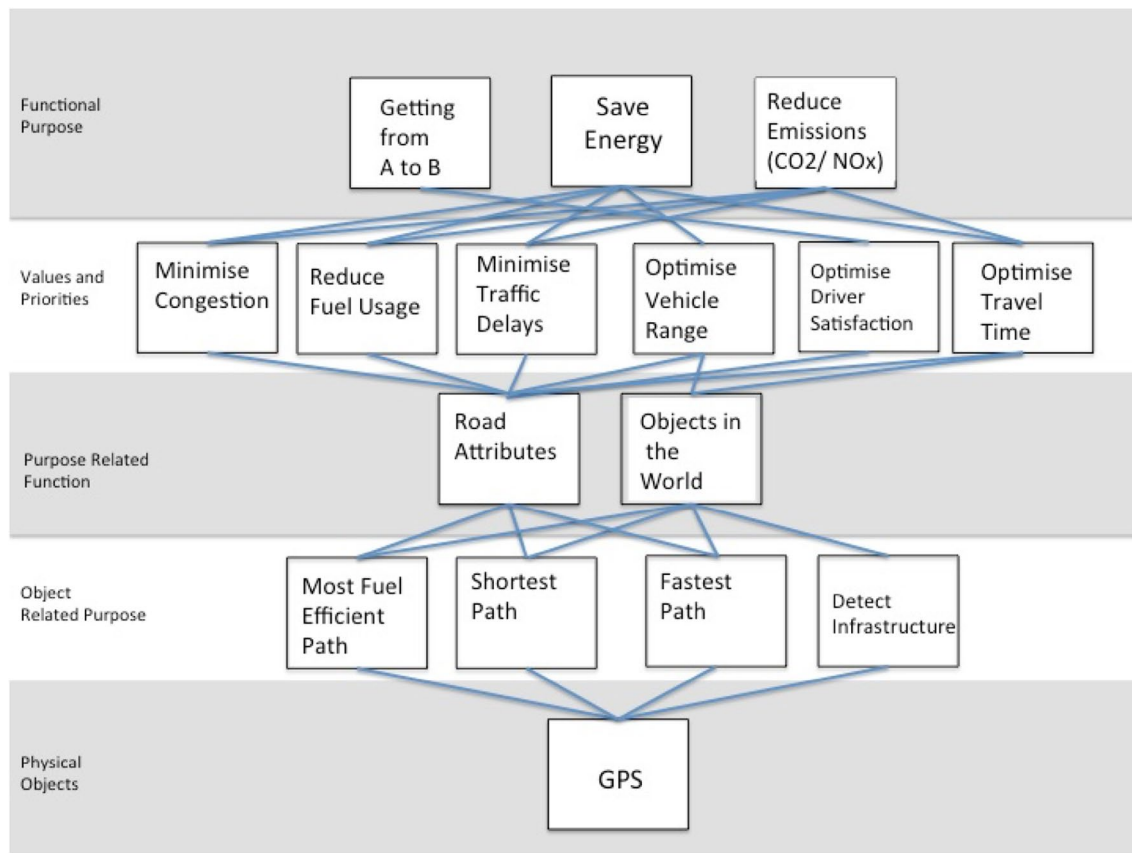 Functional
Purpose
Getting
from
A to B
Save
Energy
Reduce
Emissions
(CO2/ NOx)
Values and
Priorities
Minimise
Congestion
Reduce
Fuel Usage
Minimise
Traffic
Delays
Optimise
Vehicle
Range
Optimise
Driver
Satisfaction
Optimise
Travel
Time
Purpose Related
Function
Road
Attributes
Objects in
the
World
Object
Related Purpose
Most Fuel
Efficient
Path
Shortest
Path
Fastest
Path
Detect
Infrastructure
Physical
Objects
GPS